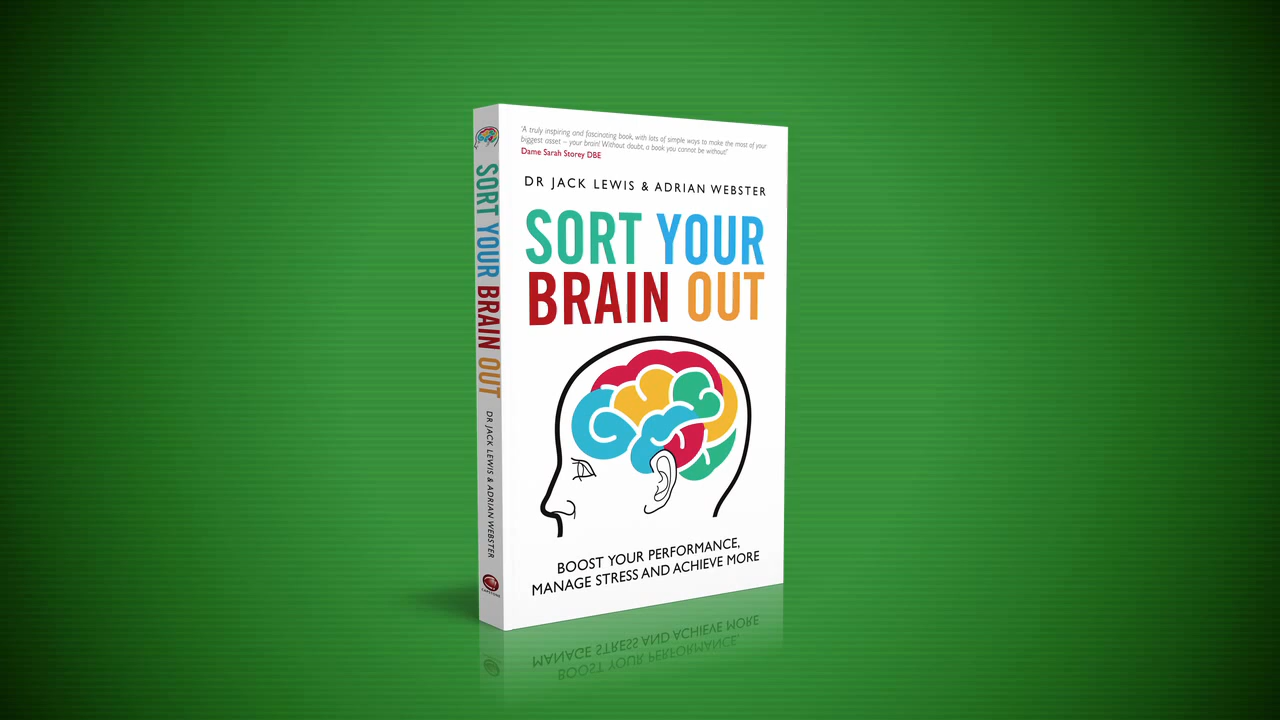 'A truly inspiring and fascinating book, with lots of simple ways to make the most of your
biggest asset – your brain! Without doubt, a book you cannot be without!'
Dame Sarah Storey DBE
DR JACK LEWIS & ADRIAN WEBSTER
SORT YOUR
BRAIN OUT
BOOST YOUR PERFORMANCE,
MANAGE STRESS AND ACHIEVE MORE
SORT YOUR BRAIN OUT
DR JACK LEWIS & ADRIAN WEBSTER
CAPSTONE